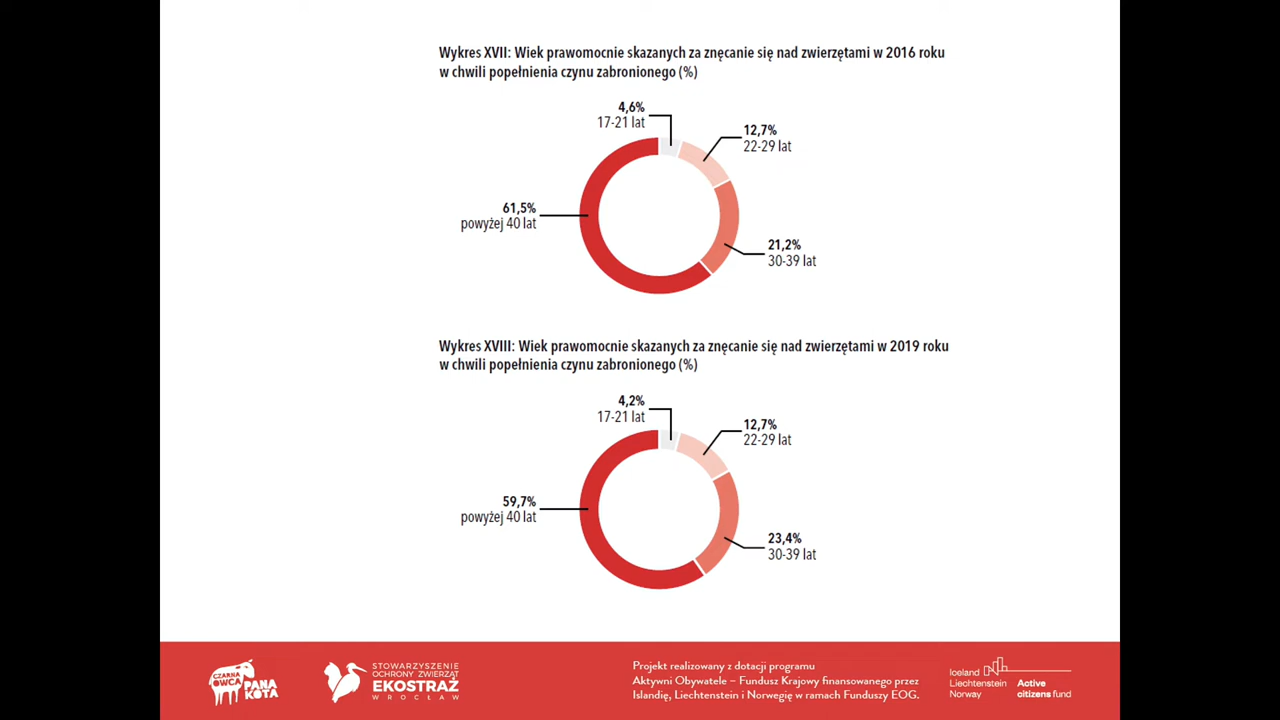 Wykres XVII: Wiek prawomocnie skazanych za znęcanie się nad zwierzętami w 2016 roku
w chwili popełnienia czynu zabronionego (%)
4,6%
17-21 lat
12,7%
22-29 lat
61,5%
powyżej 40 lat
21,2%
30-39 lat
Wykres XVIII: Wiek prawomocnie skazanych za znęcanie się nad zwierzętami w 2019 roku
w chwili popełnienia czynu zabronionego (%)
4,2%
17-21 lat
12,7%
22-29 lat
59,7%
powyżej 40 lat
23,4%
30-39 lat
CZARNA
OWCA
PANA
KOTA
STOWARZYSZENIE
OCHRONY ZWIERZĄT
EKOSTRAŻ
WROCŁAW
Projekt realizowany z dotacji programu
Aktywni Obywatele – Fundusz Krajowy finansowanego przez
Islandię, Liechtenstein i Norwegię w ramach Funduszy EOG.
Iceland
Liechtenstein
Norway
Active
citizens fund